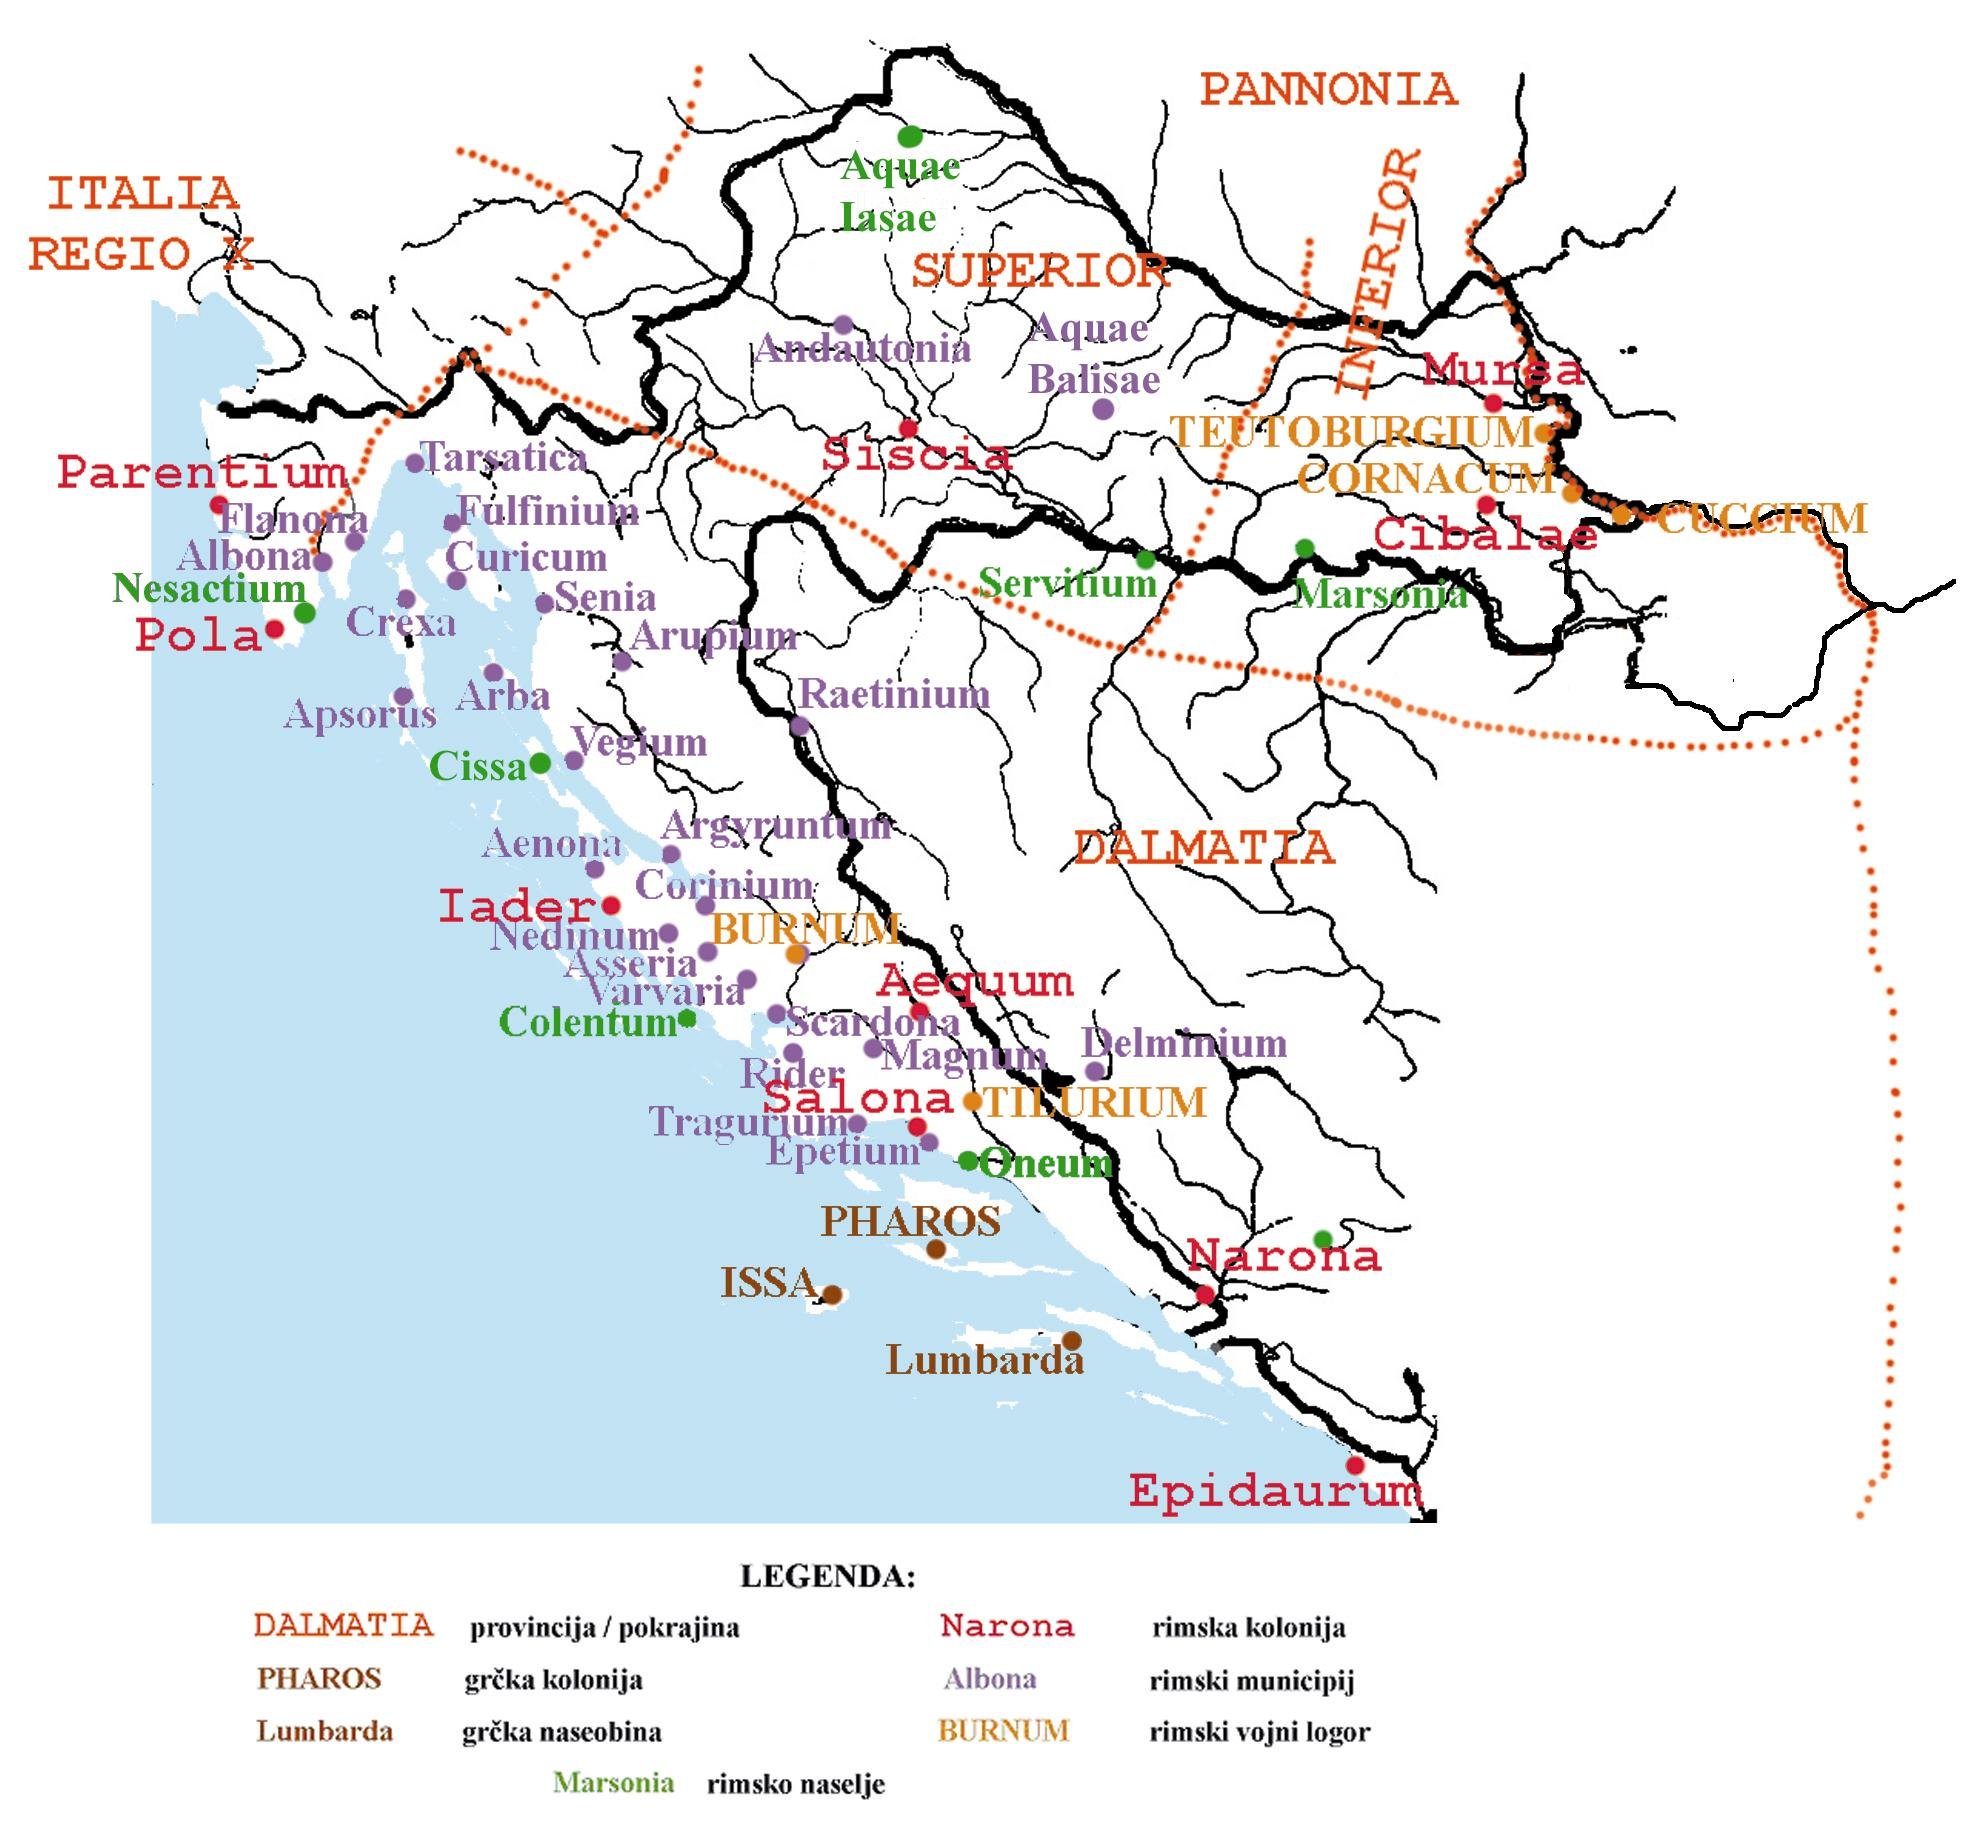 PANNONIA
ITALIA
REGIO X
Aquae
Iasae
SUPERIOR
INFERIOR
Andautonia
Aquae
Balisae
Mursa
TEUTOBURGIUM
Siscia
CORNACUM
CUCCIUM
Cibalae
Parentium
Tarsatica
Flanona
Fulfinium
Albona
Curicum
Nesactium
Crexa
Senia
Pola
Arupium
Servitium
Marsonia
Apsorus
Arba
Raetinium
Cissa
Vegium
Aenona
Argyruntum
DALMATIA
Iader
Corinium
Nedinum
BURNUM
Asseria
Varvaria
Aequum
Colentum
Scardona
Magnum
Delminium
Rider
Salona
TILURIUM
Tragurium
Epetium
Oneum
PHAROS
Narona
ISSA
Lumbarda
Epidaurum
LEGENDA:
DALMATIA provincija / pokrajina
Narona rimska kolonija
PHAROS grčka kolonija
Albona rimski municipij
Lumbarda grčka naseobina
BURNUM rimski vojni logor
Marsonia rimsko naselje